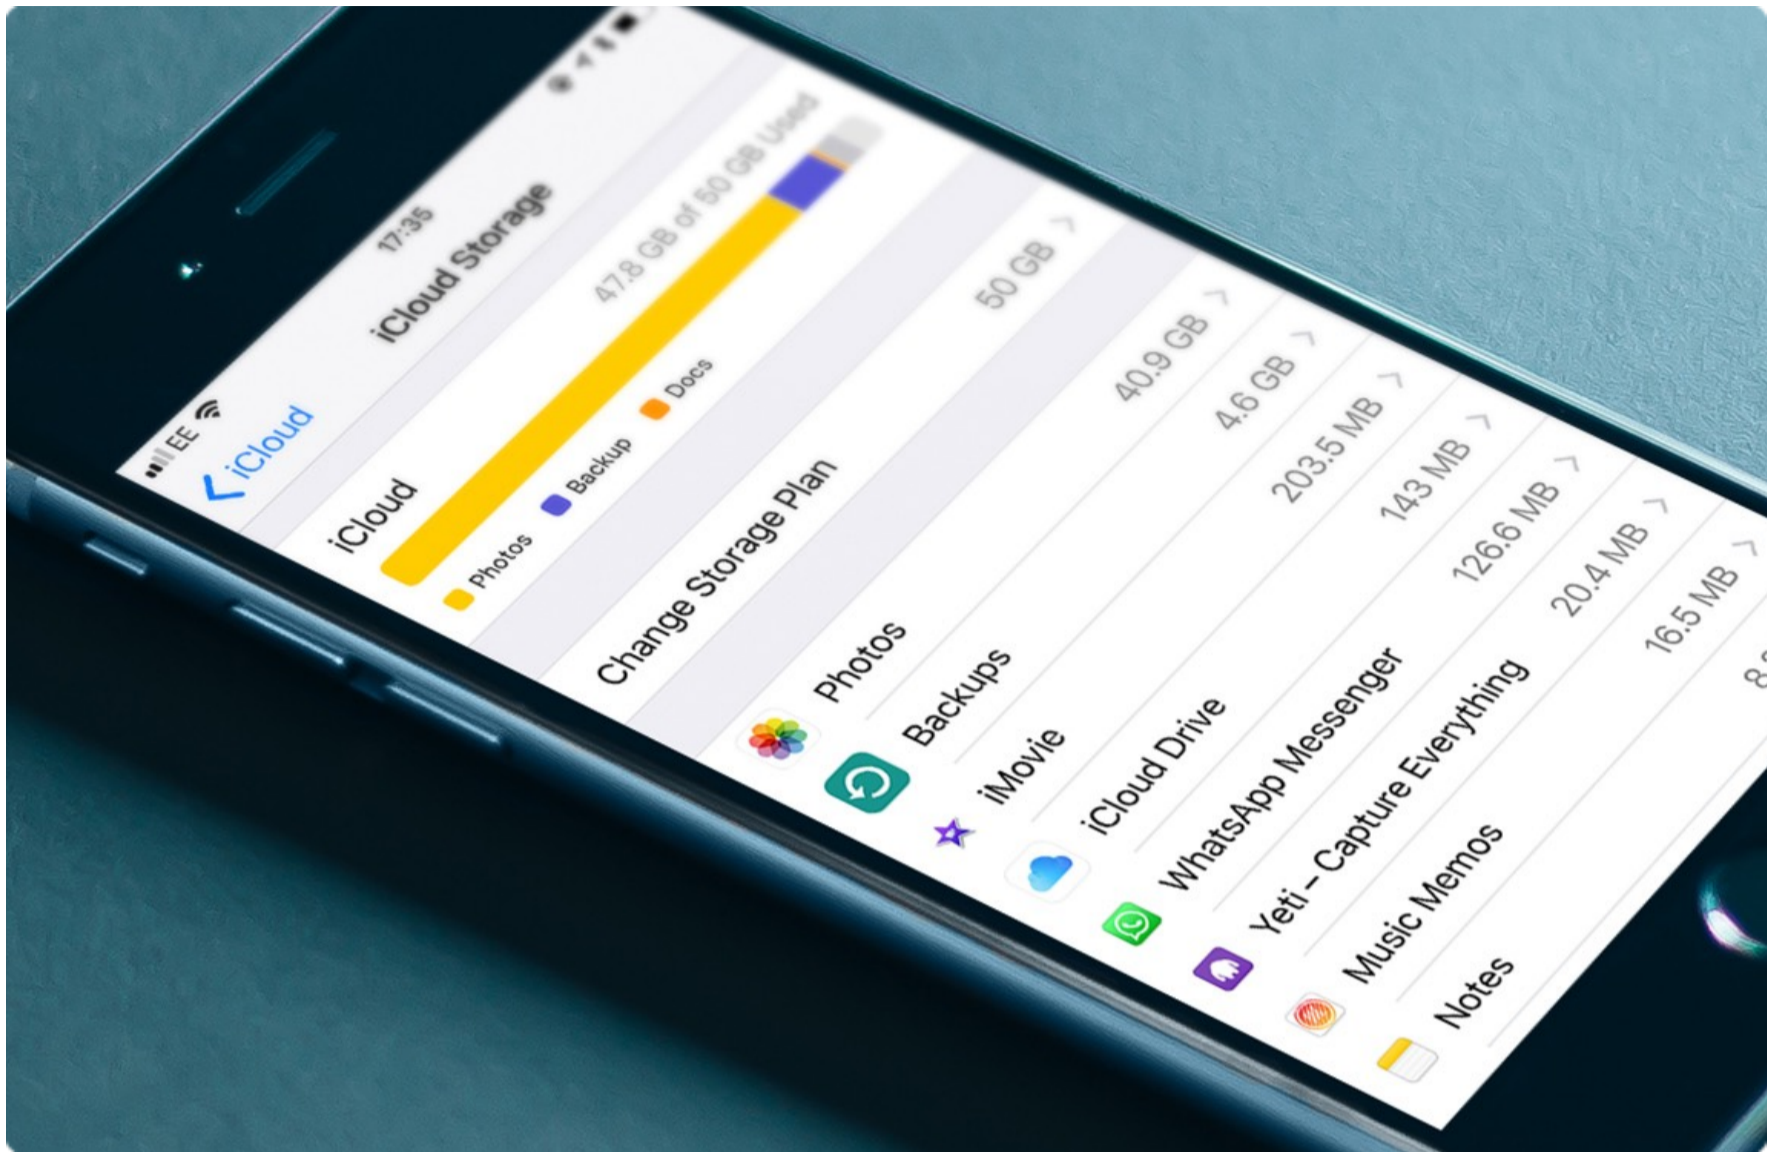 EE 17:35
iCloud iCloud Storage
iCloud 47.8 GB of 50 GB Used
Photos Backup Docs
Change Storage Plan 50 GB
Photos 40.9 GB
Backups 4.6 GB
iMovie 203.5 MB
iCloud Drive 143 MB
WhatsApp Messenger 126.6 MB
Yeti – Capture Everything 20.4 MB
Music Memos 16.5 MB
Notes